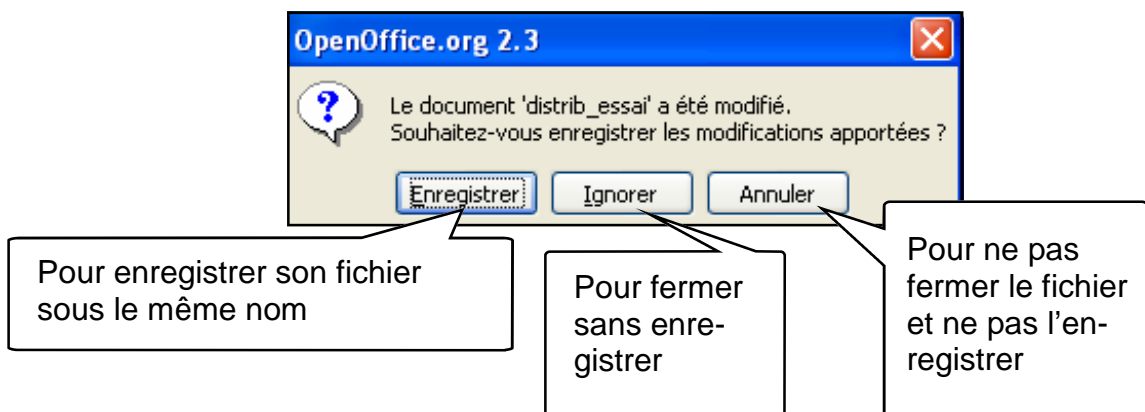 OpenOffice.org 2.3
Le document 'distrib_essai' a été modifié.
Souhaitez-vous enregistrer les modifications apportées ?
Enregistrer
Ignorer
Annuler
Pour enregistrer son fichier
sous le même nom
Pour fermer
sans enre-
gistrer
Pour ne pas
fermer le fichier
et ne pas l'en-
registrer